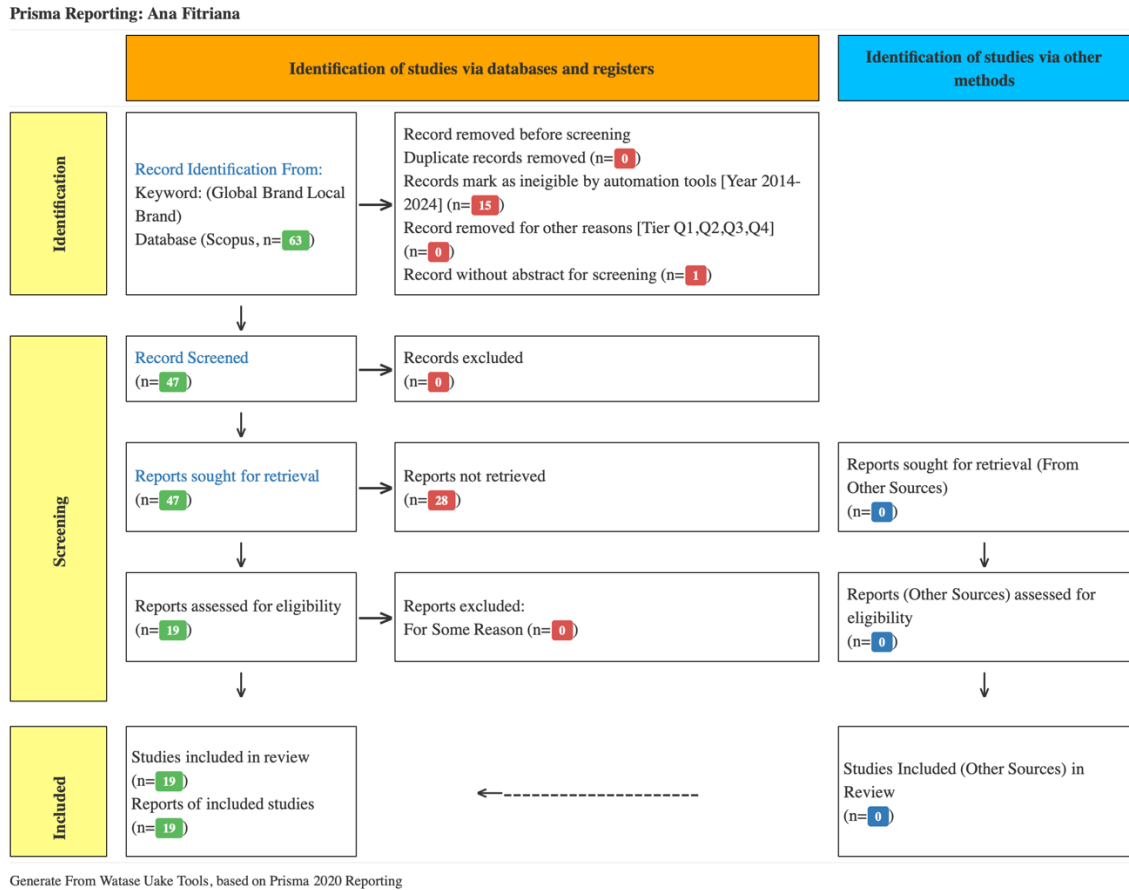 Prisma Reporting: Ana Fitriana
Identification of studies via databases and registers
Identification of studies via other
methods
Identification
Record Identification From:
Keyword: (Global Brand Local
Brand)
Database (Scopus, n= 63 )
Record removed before screening
Duplicate records removed (n= 0 )
Records mark as ineigible by automation tools [Year 2014-
2024] (n= 15 )
Record removed for other reasons [Tier Q1,Q2,Q3,Q4]
(n= 0 )
Record without abstract for screening (n= 1 )
Screening
Record Screened
(n= 47 )
Records excluded
(n= 0 )
Reports sought for retrieval
(n= 47 )
Reports not retrieved
(n= 28 )
Reports sought for retrieval (From
Other Sources)
(n= 0 )
Reports assessed for eligibility
(n= 19 )
Reports excluded:
For Some Reason (n= 0 )
Reports (Other Sources) assessed for
eligibility
(n= 0 )
Included
Studies included in review
(n= 19 )
Reports of included studies
(n= 19 )
Studies Included (Other Sources) in
Review
(n= 0 )
Generate From Watase Uake Tools, based on Prisma 2020 Reporting